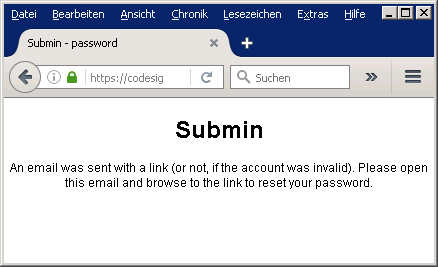 Datei Bearbeiten Ansicht Chronik Lesezeichen Extras Hilfe
Submin - password
https://codesig
Suchen
Submin
An email was sent with a link (or not, if the account was invalid). Please open
this email and browse to the link to reset your password.